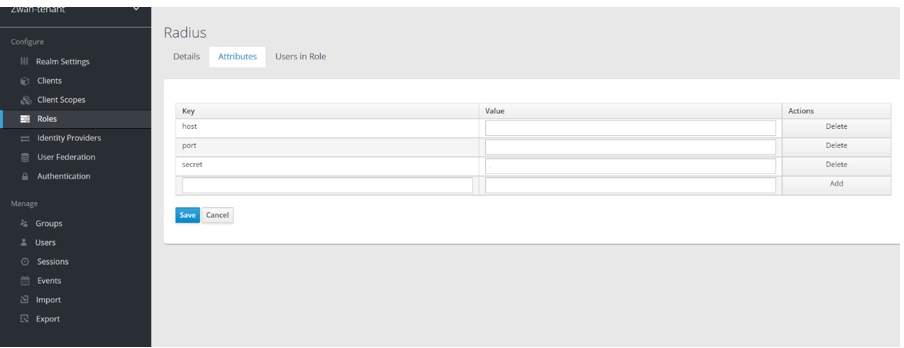 Zwan-tenant
Configure
Realm Settings
Clients
Client Scopes
Roles
Identity Providers
User Federation
Authentication
Manage
Groups
Users
Sessions
Events
Import
Export
Radius
Details Attributes Users in Role
Key Value Actions
host Delete
port Delete
secret . Delete
Add
Save Cancel